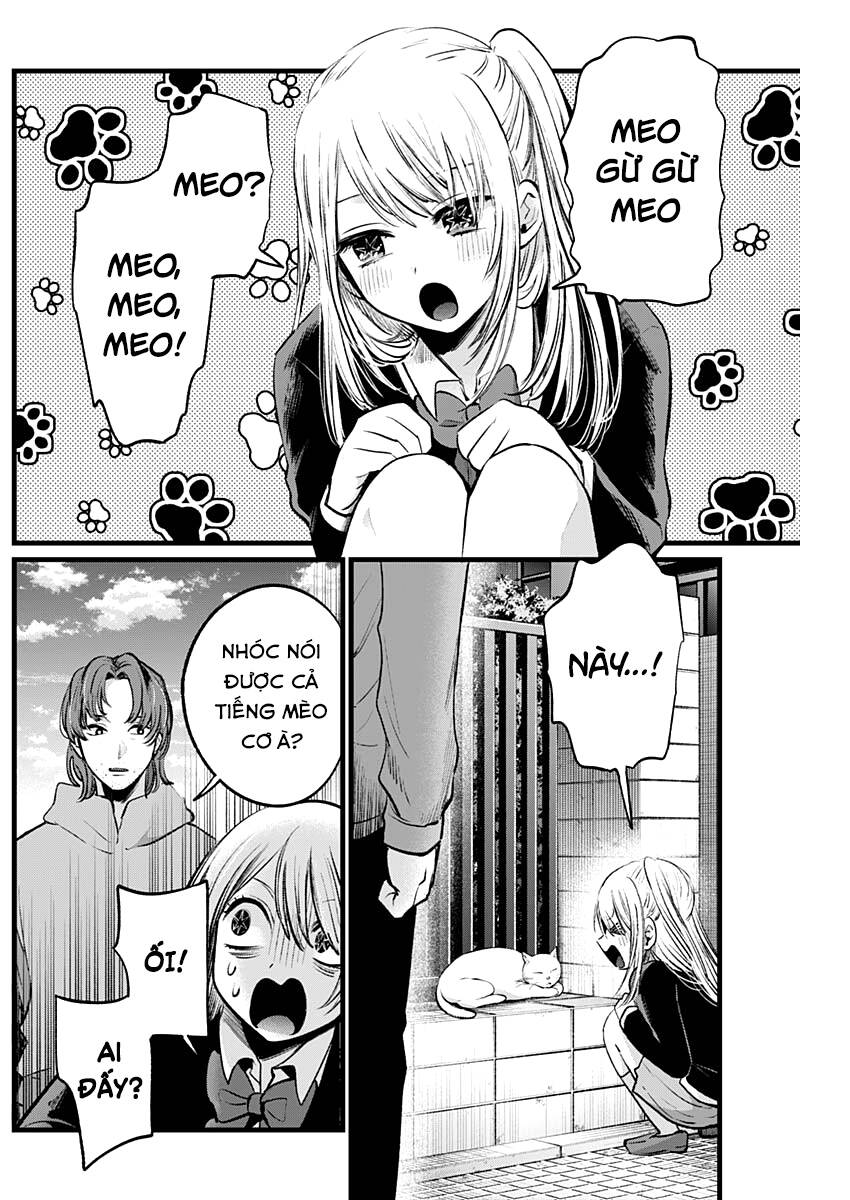 MEO
GỪ GỪ
MEO
MEO?
MEO,
MEO,
MEO!
NÀY...!
NHÓC NÓI
ĐƯỢC CẢ
TIẾNG MÈO
CƠ À?
ỐI!
AI
ĐẤY?